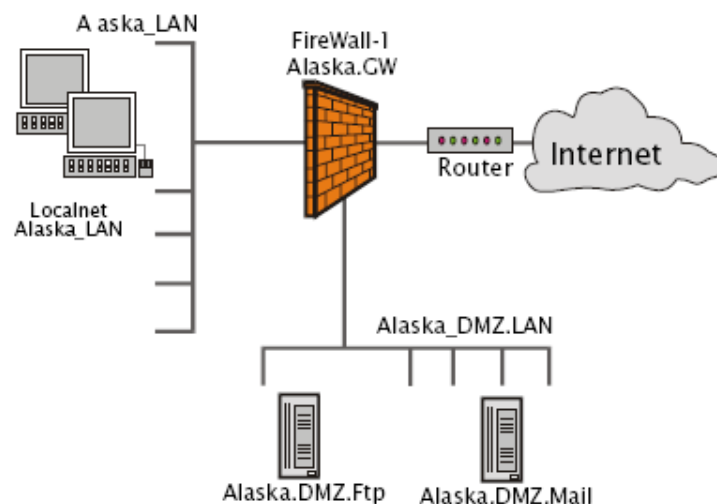 A aska_LAN
FireWall-1
Alaska.GW
Router
Internet
Localnet
Alaska_LAN
Alaska_DMZ.LAN
Alaska.DMZ.Ftp
Alaska.DMZ.Mail